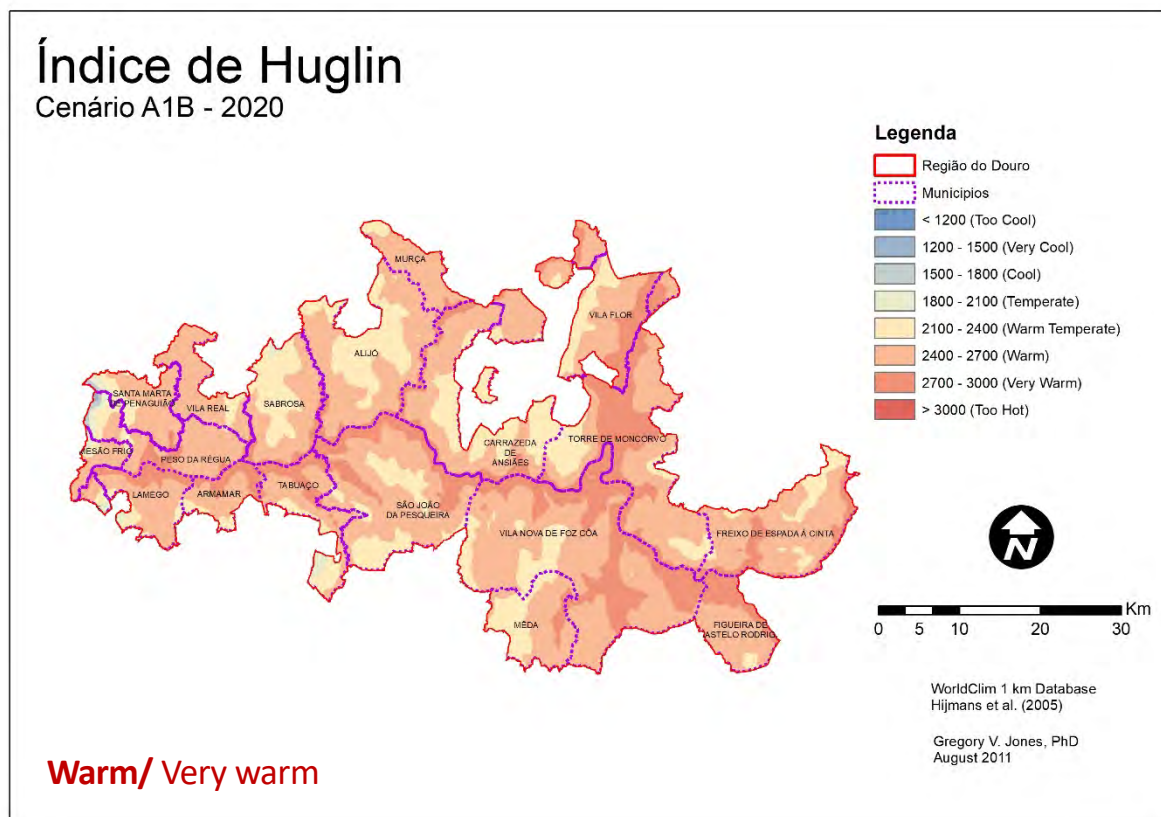 Índice de Huglin
Cenário A1B - 2020
Legenda
Região do Douro
Municipios
< 1200 (Too Cool)
1200 - 1500 (Very Cool)
1500 - 1800 (Cool)
1800 - 2100 (Temperate)
2100 - 2400 (Warm Temperate)
2400 - 2700 (Warm)
2700 - 3000 (Very Warm)
> 3000 (Too Hot)
MURÇA
VILA FLOR
ALIJÓ
SANTA MARTA
DE PENAGUIÃO
VILA REAL
SABROSA
CARRAZEDA
DE
ANSIÃES
TORRE DE MONCORVO
MESÃO FRIO
PESO DA RÉGUA
LAMEGO
ARMAMAR
TABUAÇO
SÃO JOÃO
DA PESQUEIRA
VILA NOVA DE FOZ CÔA
FREIXO DE ESPADA À CINTA
MÊDA
FIGUEIRA DE
ASTELO RODRIG
N
Km
0 5 10 20 30
WorldClim 1 km Database
Hijmans et al. (2005)
Gregory V. Jones, PhD
August 2011
Warm/ Very warm